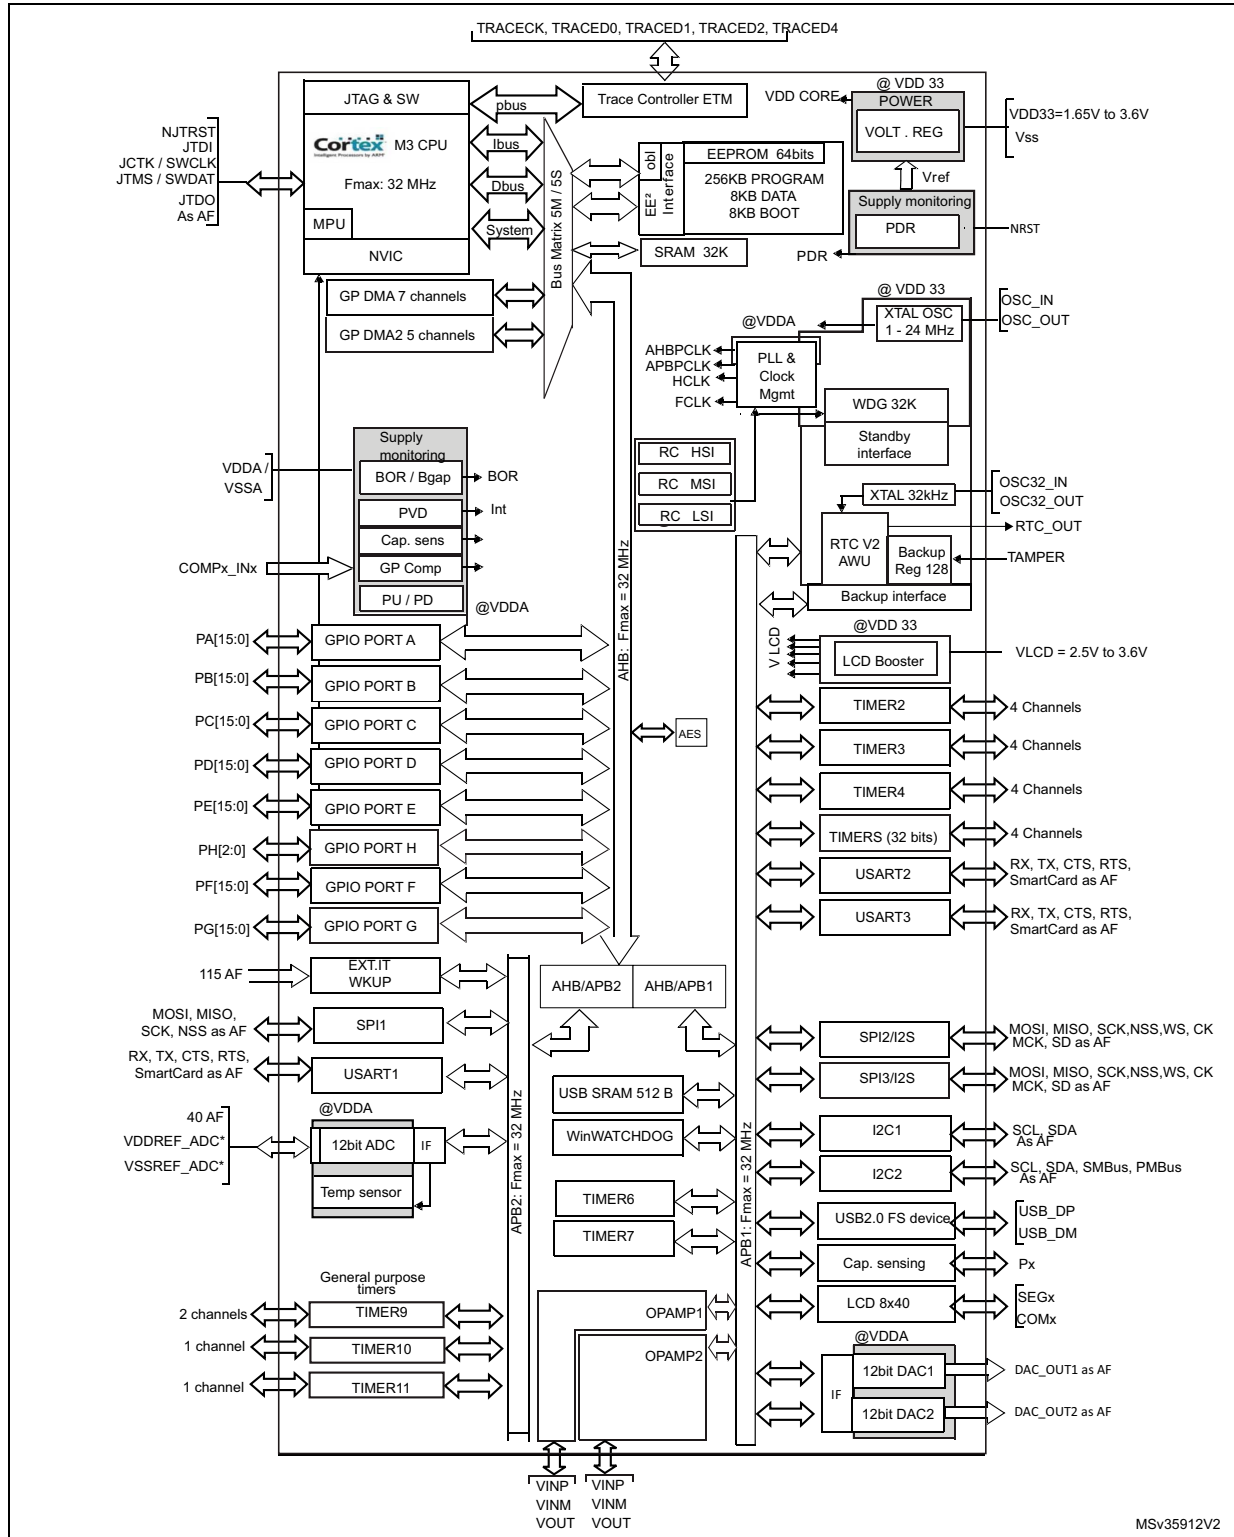 TRACECK, TRACED0, TRACED1, TRACED2, TRACED4
JTAG & SW
pbus
Trace Controller ETM
@ VDD 33
VDD CORE
POWER
VOLT . REG
VDD33=1.65V to 3.6V
Vss
NJTRST
JTDI
JCTK / SWCLK
JTMS / SWDAT
JTDO
As AF
Cortex
Intelligent Processors by ARM
M3 CPU
Fmax: 32 MHz
MPU
NVIC
Ibus
Dbus
System
Bus Matrix 5M / 5S
EE² Interface
obl
EEPROM 64bits
256KB PROGRAM
8KB DATA
8KB BOOT
SRAM 32K
Vref
Supply monitoring
PDR
PDR
NRST
GP DMA 7 channels
GP DMA2 5 channels
@ VDD 33
XTAL OSC
1 - 24 MHz
OSC_IN
OSC_OUT
@VDDA
AHBPCLK
APBPCLK
HCLK
FCLK
PLL &
Clock
Mgmt
WDG 32K
Standby
interface
RC HSI
RC MSI
RC LSI
XTAL 32kHz
OSC32_IN
OSC32_OUT
RTC V2
AWU
RTC_OUT
Backup
Reg 128
TAMPER
Backup interface
VDDA /
VSSA
Supply
monitoring
BOR / Bgap
BOR
PVD
Int
Cap. sens
GP Comp
PU / PD
COMPx_INx
@VDDA
AHB: Fmax = 32 MHz
PA[15:0]
GPIO PORT A
PB[15:0]
GPIO PORT B
PC[15:0]
GPIO PORT C
PD[15:0]
GPIO PORT D
PE[15:0]
GPIO PORT E
PH[2:0]
GPIO PORT H
PF[15:0]
GPIO PORT F
PG[15:0]
GPIO PORT G
AES
@VDD 33
V LCD
LCD Booster
VLCD = 2.5V to 3.6V
TIMER2
4 Channels
TIMER3
4 Channels
TIMER4
4 Channels
TIMERS (32 bits)
4 Channels
USART2
RX, TX, CTS, RTS,
SmartCard as AF
USART3
RX, TX, CTS, RTS,
SmartCard as AF
115 AF
EXT.IT
WKUP
AHB/APB2
AHB/APB1
MOSI, MISO,
SCK, NSS as AF
SPI1
RX, TX, CTS, RTS,
SmartCard as AF
USART1
@VDDA
40 AF
VDDREF_ADC*
VSSREF_ADC*
12bit ADC
IF
Temp sensor
APB2: Fmax = 32 MHz
USB SRAM 512 B
WinWATCHDOG
TIMER6
TIMER7
APB1: Fmax = 32 MHz
SPI2/I2S
MOSI, MISO, SCK,NSS,WS, CK
MCK, SD as AF
SPI3/I2S
MOSI, MISO, SCK,NSS,WS, CK
MCK, SD as AF
I2C1
SCL, SDA
As AF
I2C2
SCL, SDA, SMBus, PMBus
As AF
USB2.0 FS device
USB_DP
USB_DM
Cap. sensing
Px
LCD 8x40
SEGx
COMx
General purpose
timers
2 channels
TIMER9
1 channel
TIMER10
1 channel
TIMER11
OPAMP1
OPAMP2
@VDDA
IF
12bit DAC1
DAC_OUT1 as AF
12bit DAC2
DAC_OUT2 as AF
VINP
VINM
VOUT
VINP
VINM
VOUT
MSv35912V2